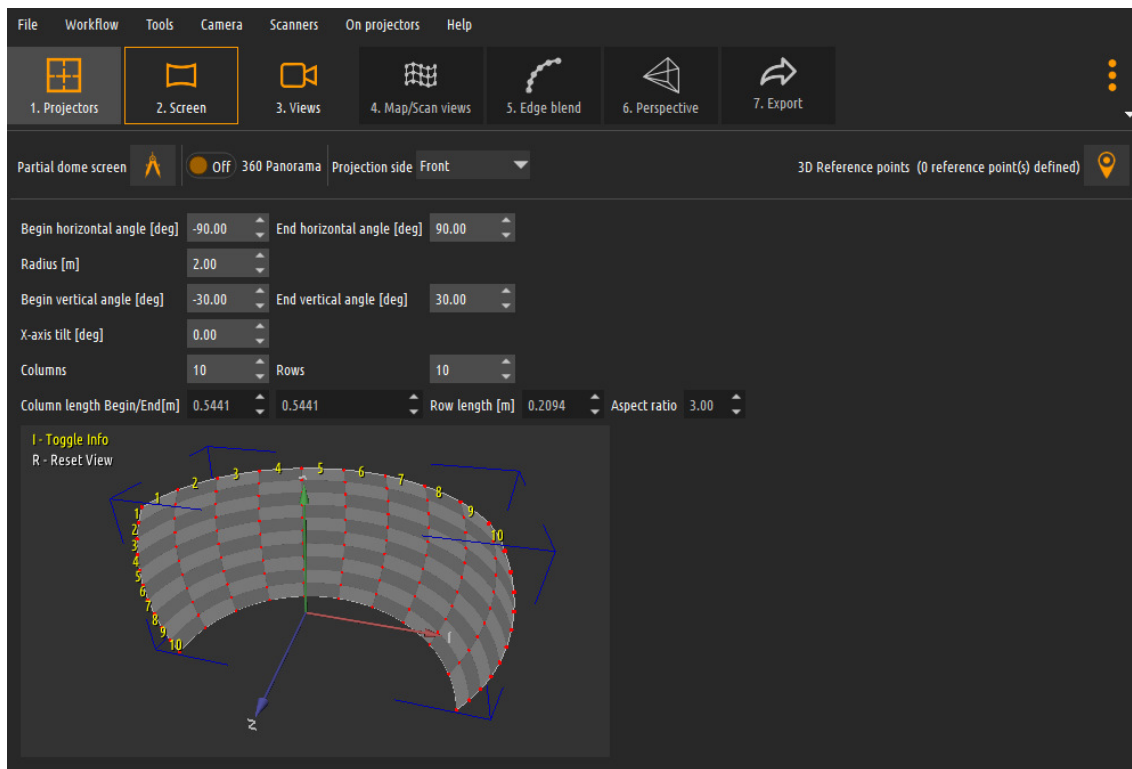 File Workflow Tools Camera Scanners On projectors Help
1. Projectors 2. Screen 3. Views 4. Map/Scan views 5. Edge blend 6. Perspective 7. Export
Partial dome screen Off 360 Panorama Projection side Front 3D Reference points (0 reference point(s) defined)
Begin horizontal angle [deg] -90.00 End horizontal angle [deg] 90.00
Radius [m] 2.00
Begin vertical angle [deg] -30.00 End vertical angle [deg] 30.00
X-axis tilt [deg] 0.00
Columns 10 Rows 10
Column length Begin/End[m] 0.5441 0.5441 Row length [m] 0.2094 Aspect ratio 3.00
I - Toggle Info
R - Reset View
1 2 3 4 5 6 7 8 9 10
1
2
3
4
5
6
7
8
9
10
Z